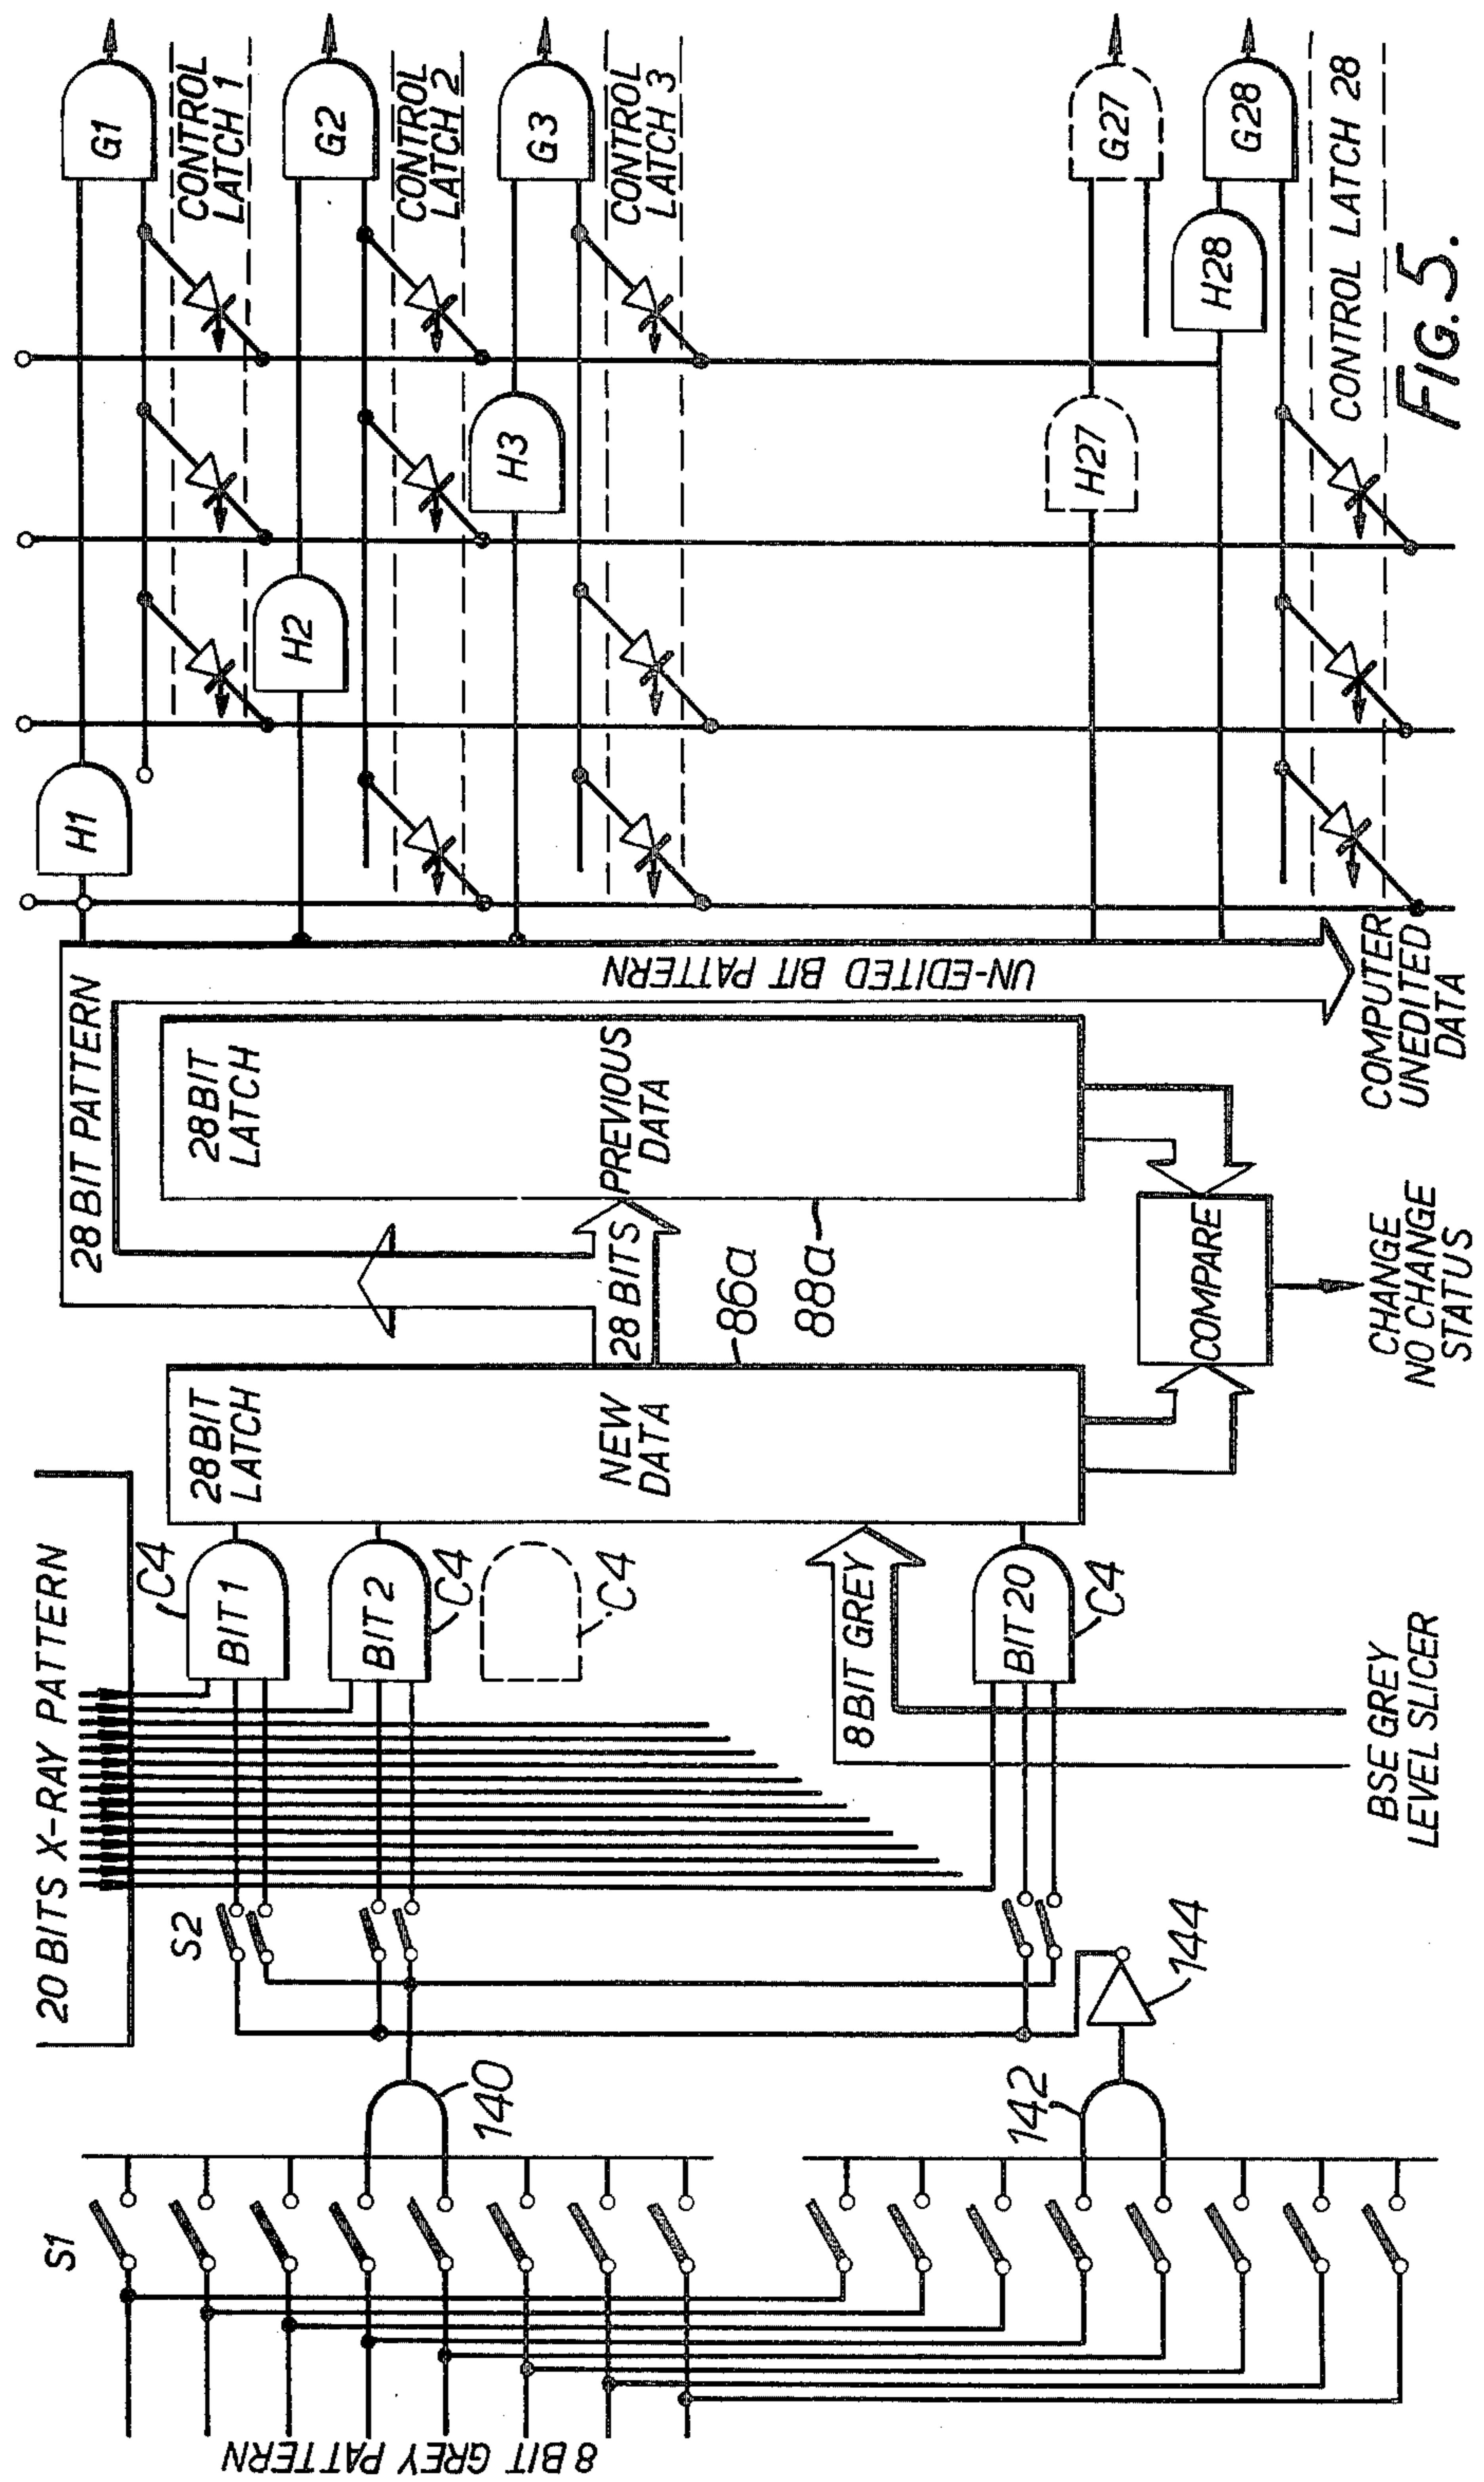 8 BIT GREY PATTERN
S1
140
142
144
S2
20 BITS X-RAY PATTERN
C4
BIT 1
BIT 2
C4
C4
BIT 20
C4
8 BIT GREY
BSE GREY
LEVEL SLICER
28 BIT
LATCH
NEW
DATA
86a
28 BITS
28 BIT PATTERN
28 BIT
LATCH
PREVIOUS
DATA
88a
COMPARE
CHANGE
NO CHANGE
STATUS
UN-EDITED BIT PATTERN
COMPUTER
UNEDITED
DATA
H1
H2
H3
H27
H28
G1
CONTROL
LATCH 1
G2
CONTROL
LATCH 2
G3
CONTROL
LATCH 3
G27
G28
CONTROL LATCH 28
FIG. 5.